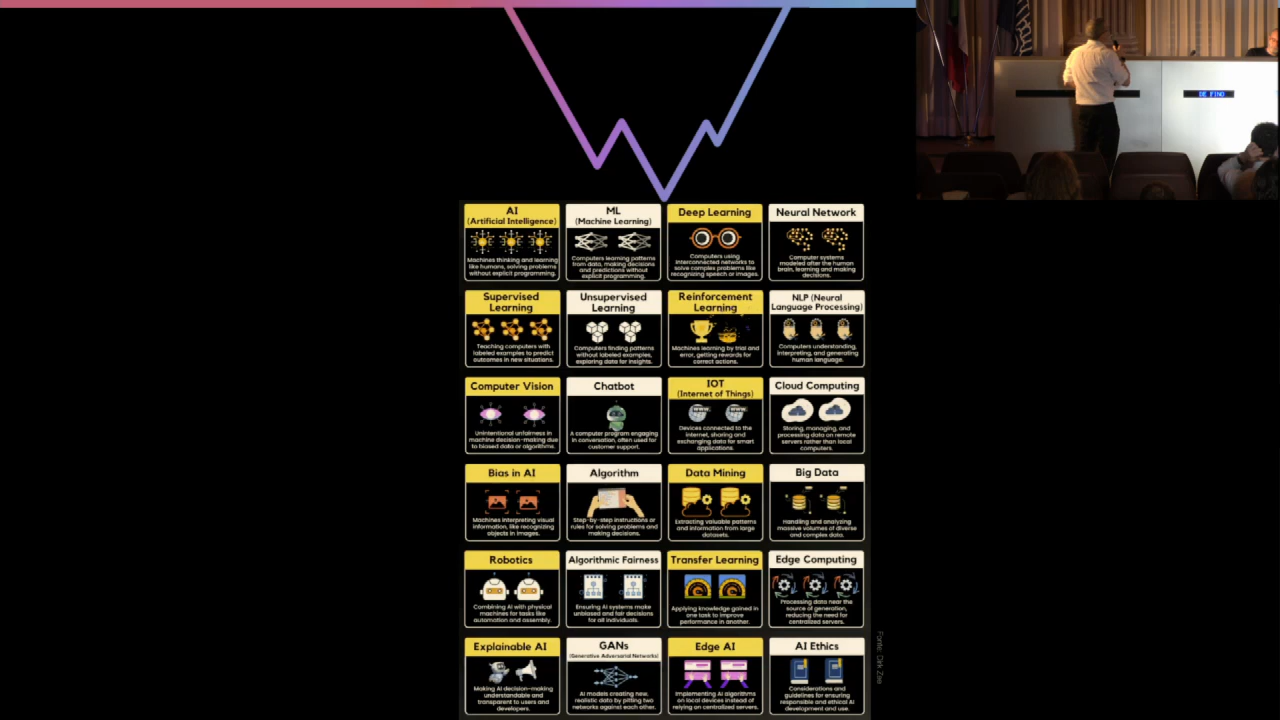 DE FINO
AI
(Artificial Intelligence)
Machines thinking and learning
like humans, solving problems
without explicit programming.
ML
(Machine Learning)
Computers learning patterns
from data, making decisions
and predictions without
explicit programming.
Deep Learning
Computers using
interconnected networks to
solve complex problems like
recognizing speech or images.
Neural Network
Computer systems
modeled after the human
brain, learning and making
decisions.
Supervised
Learning
Teaching computers with
labeled examples to predict
outcomes in new situations.
Unsupervised
Learning
Computers finding patterns
without labeled examples,
exploring data for insights.
Reinforcement
Learning
Machines learning by trial and
error, getting rewards for
correct actions.
NLP (Neural
Language Processing)
Computers understanding,
interpreting, and generating
human language.
Computer Vision
Unintentional unfairness in
machine decision-making due
to biased data or algorithms.
Chatbot
A computer program engaging
in conversation, often used for
customer support.
IOT
(Internet of Things)
WWW
WWW
Devices connected to the
internet, sharing and
exchanging data for smart
applications.
Cloud Computing
Storing, managing, and
processing data on remote
servers rather than local
computers.
Bias in AI
Machines interpreting visual
information, like recognizing
objects in images.
Algorithm
Step-by-step instructions or
rules for solving problems and
making decisions.
Data Mining
Extracting valuable patterns
and information from large
datasets.
Big Data
Handling and analyzing
massive volumes of diverse
and complex data.
Robotics
Combining AI with physical
machines for tasks like
automation and assembly.
Algorithmic Fairness
Ensuring AI systems make
unbiased and fair decisions
for all individuals.
Transfer Learning
Applying knowledge gained in
one task to improve
performance in another.
Edge Computing
Processing data near the
source of generation,
reducing the need for
centralized servers.
Explainable AI
Making AI decision-making
understandable and
transparent to users and
developers.
GANs
(Generative Adversarial Networks)
AI models creating new,
realistic data by pitting two
networks against each other.
Edge AI
Implementing AI algorithms
on local devices instead of
relying on centralized servers.
AI Ethics
Considerations and
guidelines for ensuring
responsible and ethical AI
development and use.
Fonte: